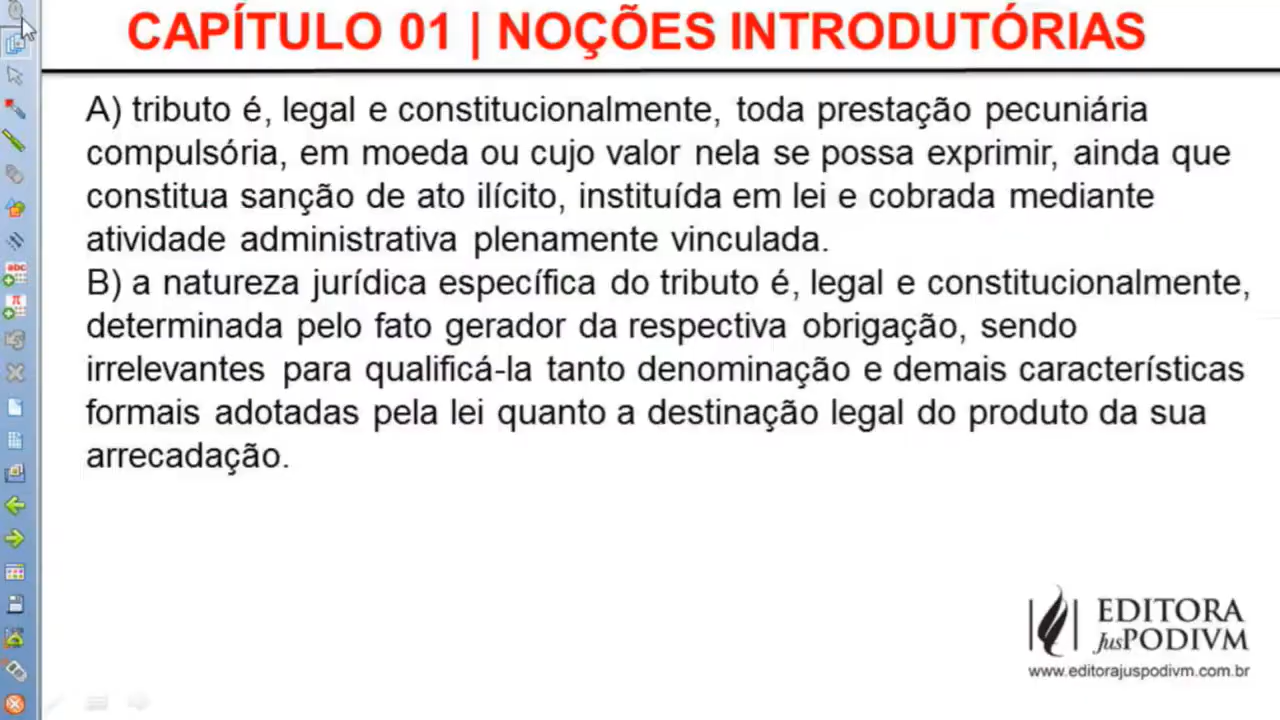 CAPÍTULO 01 | NOÇÕES INTRODUTÓRIAS
A) tributo é, legal e constitucionalmente, toda prestação pecuniária
compulsória, em moeda ou cujo valor nela se possa exprimir, ainda que
constitua sanção de ato ilícito, instituída em lei e cobrada mediante
atividade administrativa plenamente vinculada.
B) a natureza jurídica específica do tributo é, legal e constitucionalmente,
determinada pelo fato gerador da respectiva obrigação, sendo
irrelevantes para qualificá-la tanto denominação e demais características
formais adotadas pela lei quanto a destinação legal do produto da sua
arrecadação.
abc
π
EDITORA
JusPODIVM
www.editorajuspodivm.com.br